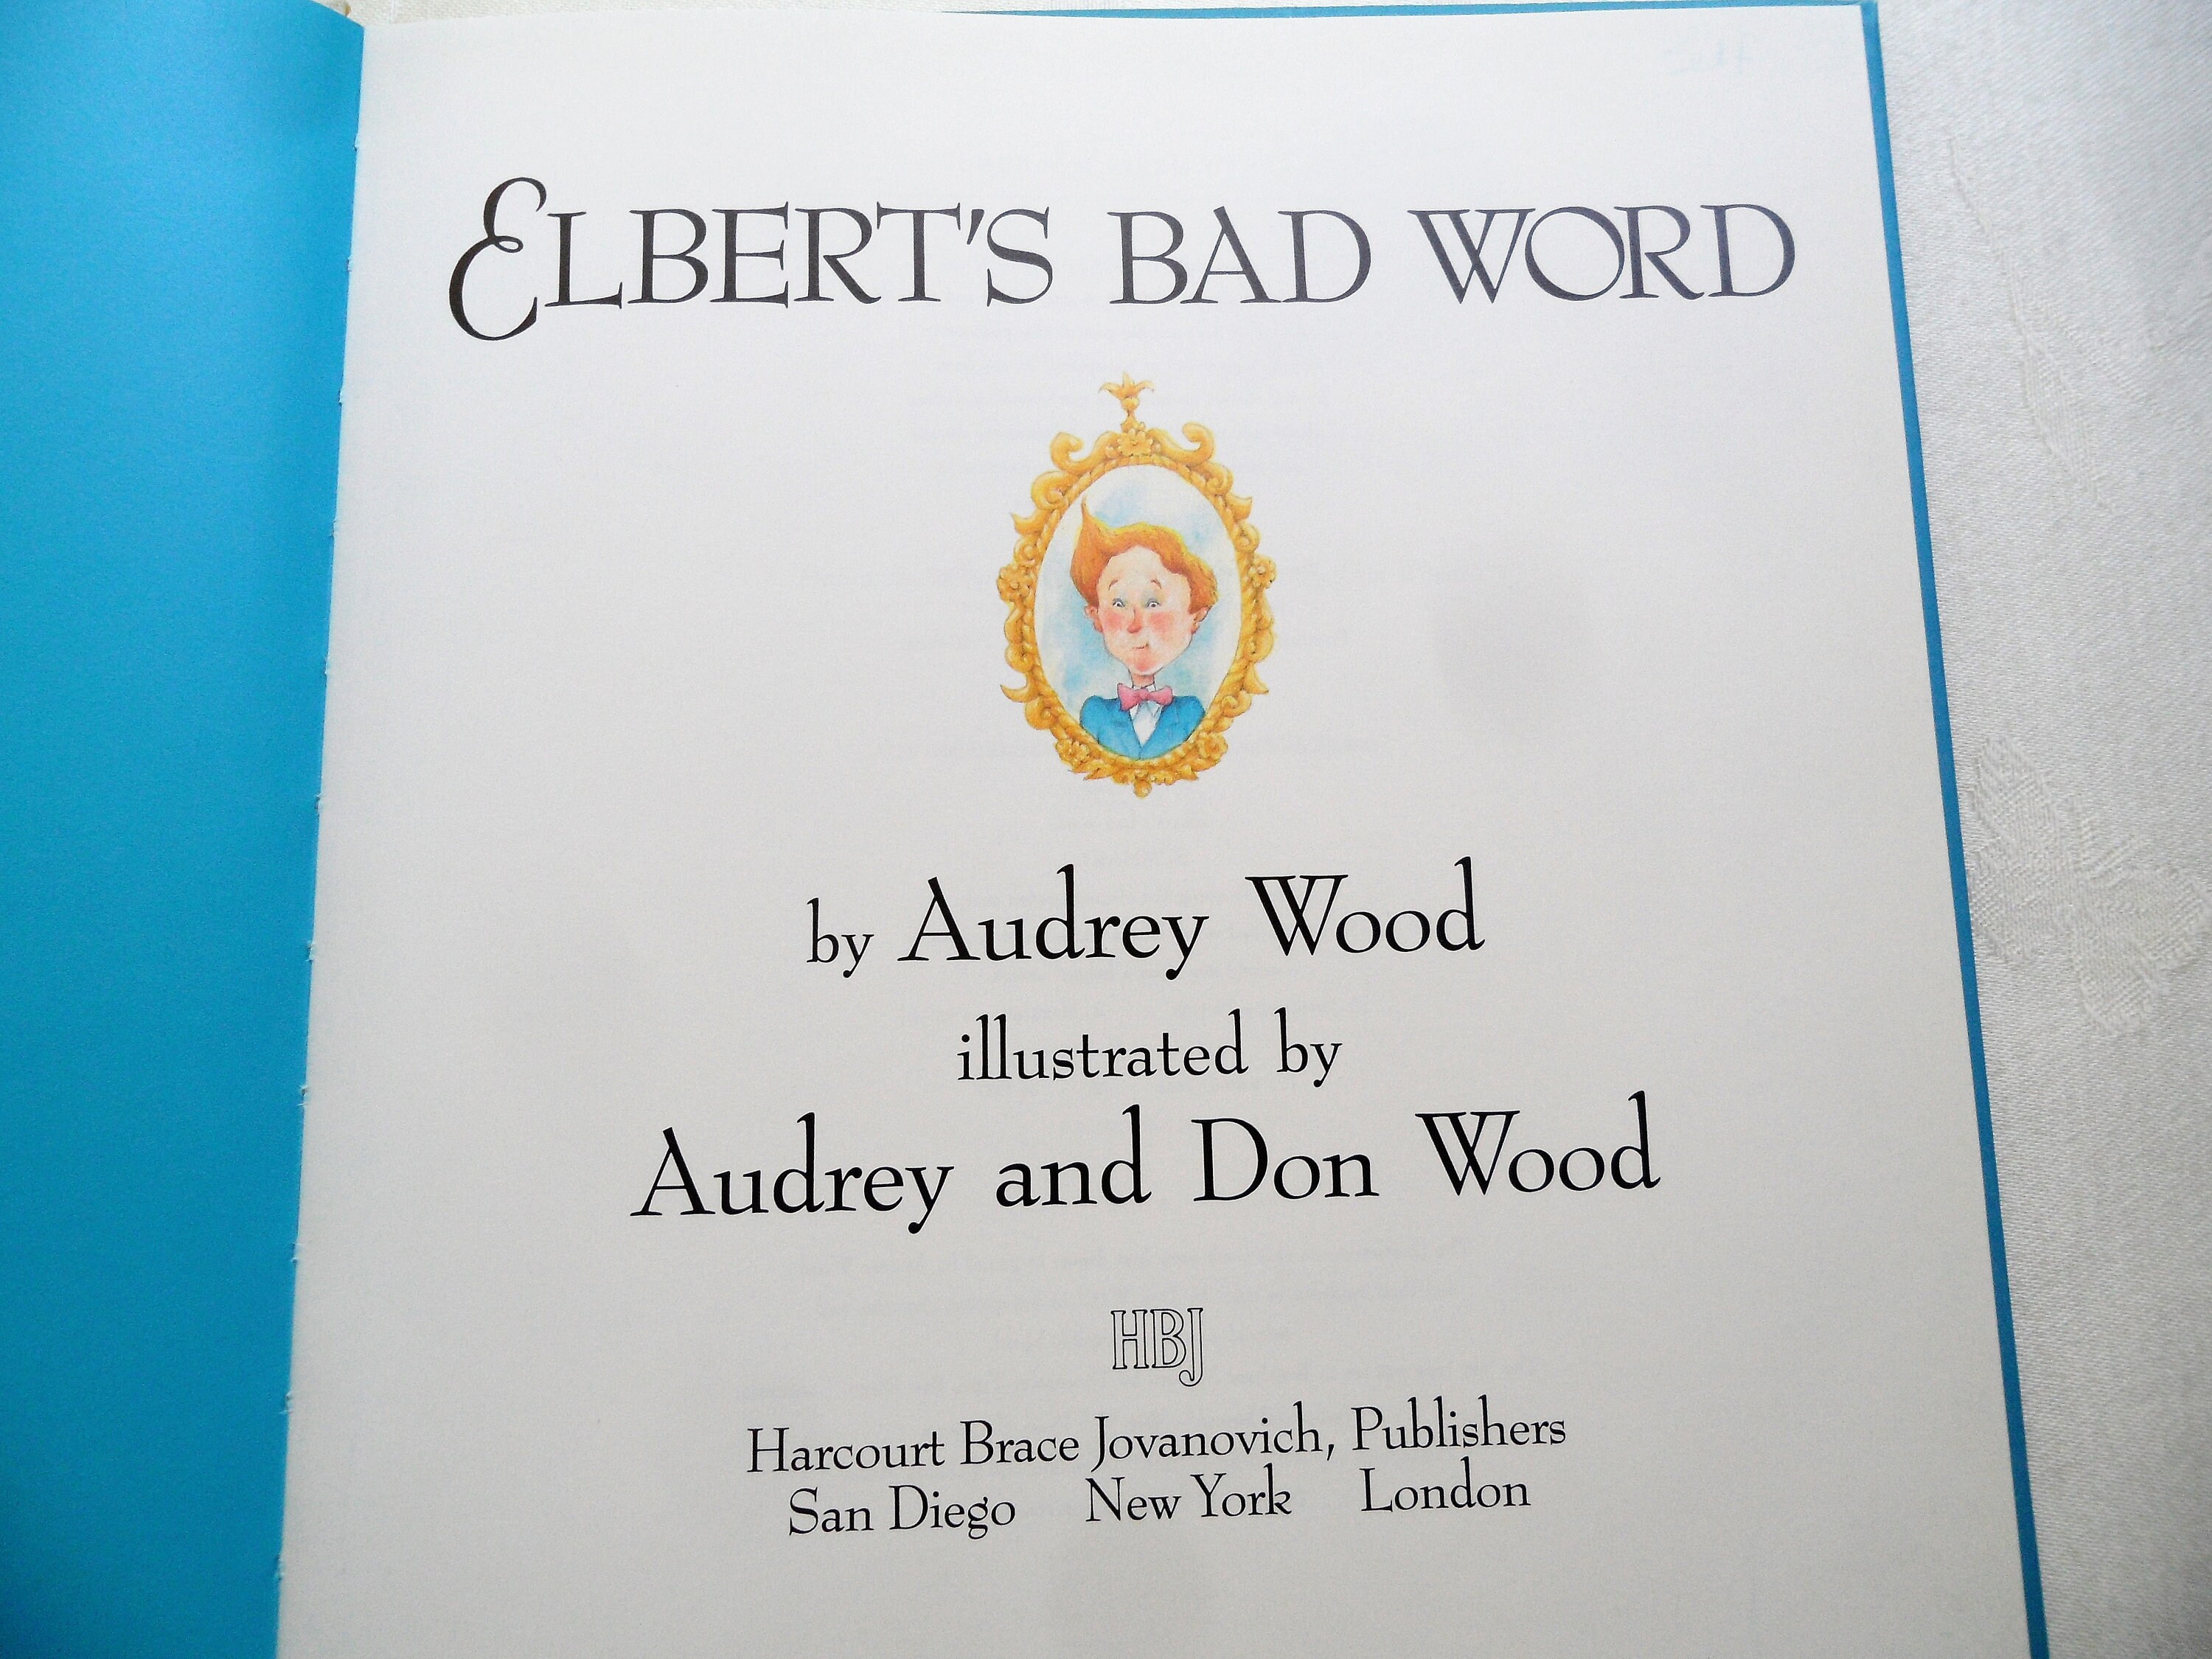 ELBERT'S BAD WORD
by Audrey Wood
illustrated by
Audrey and Don Wood
HBJ
Harcourt Brace Jovanovich, Publishers
San Diego New York London